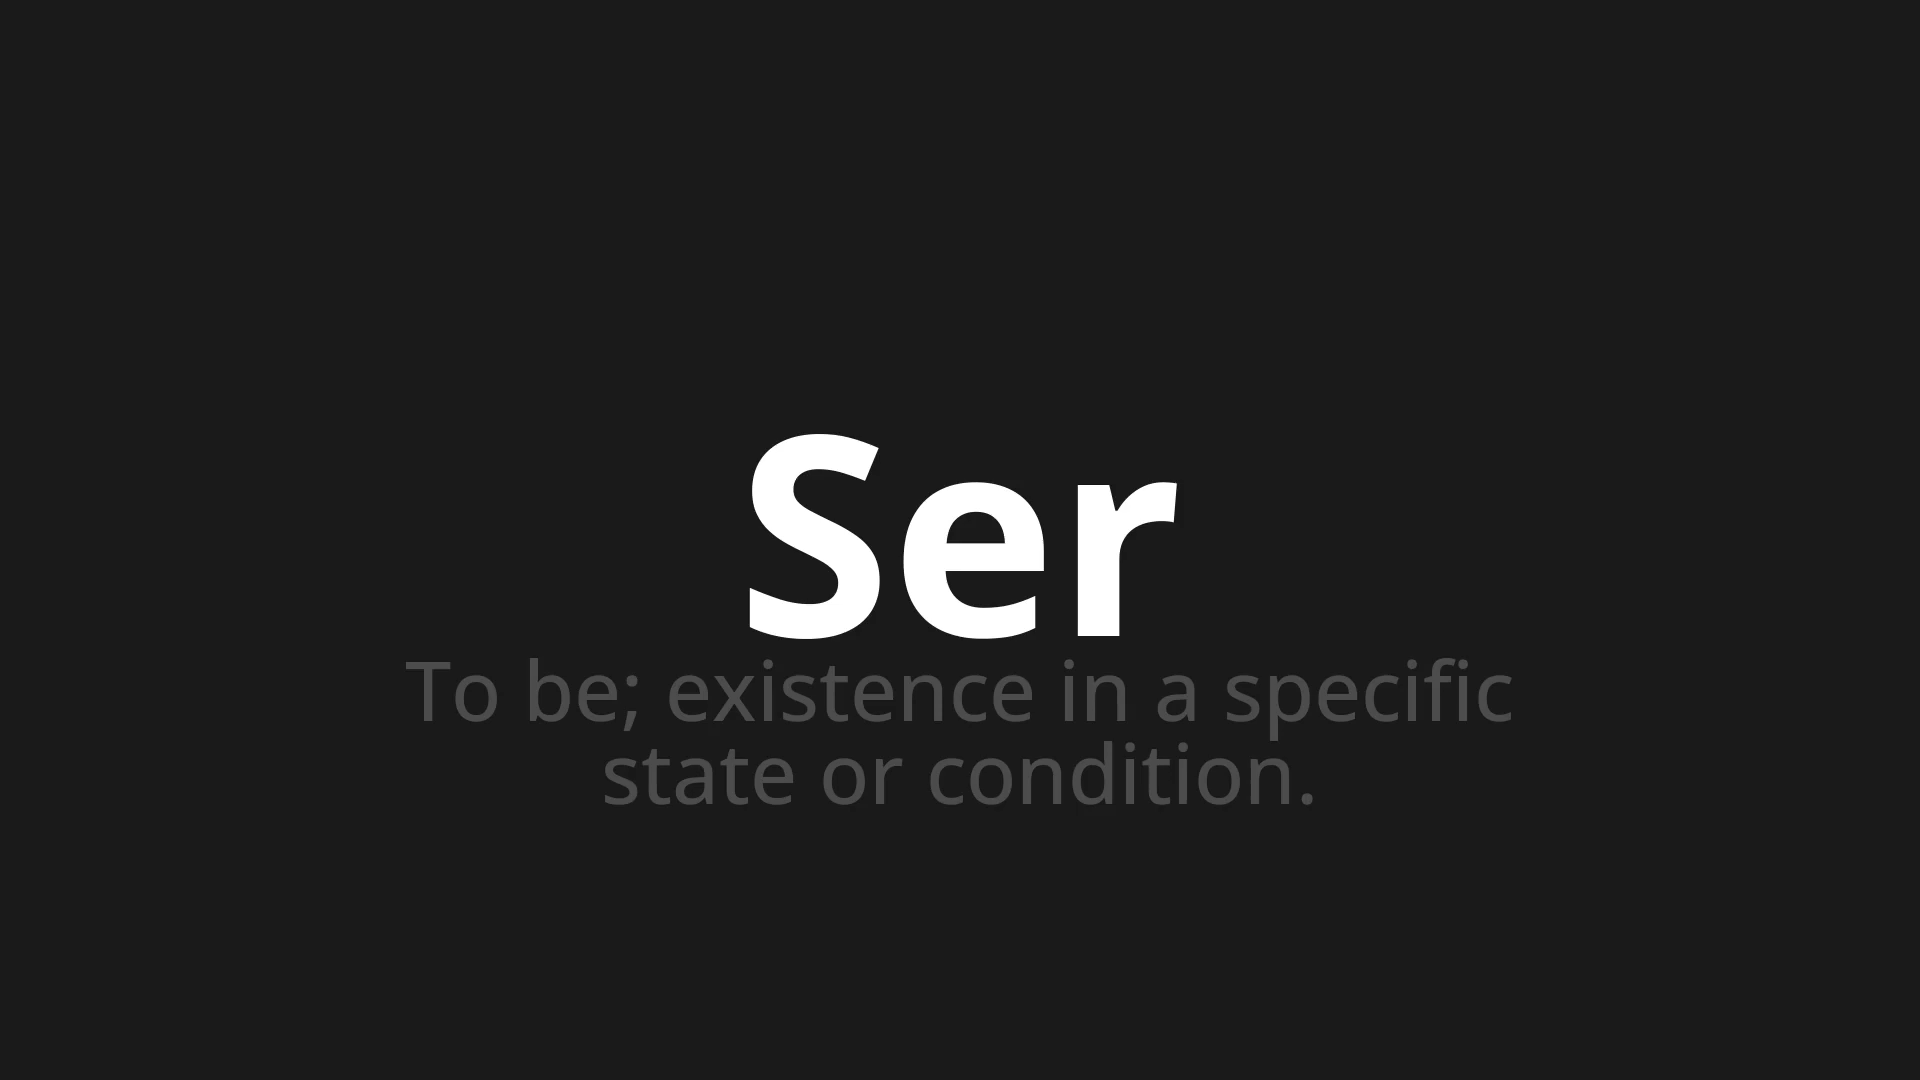 Ser
To be; existence in a specific
state or condition.